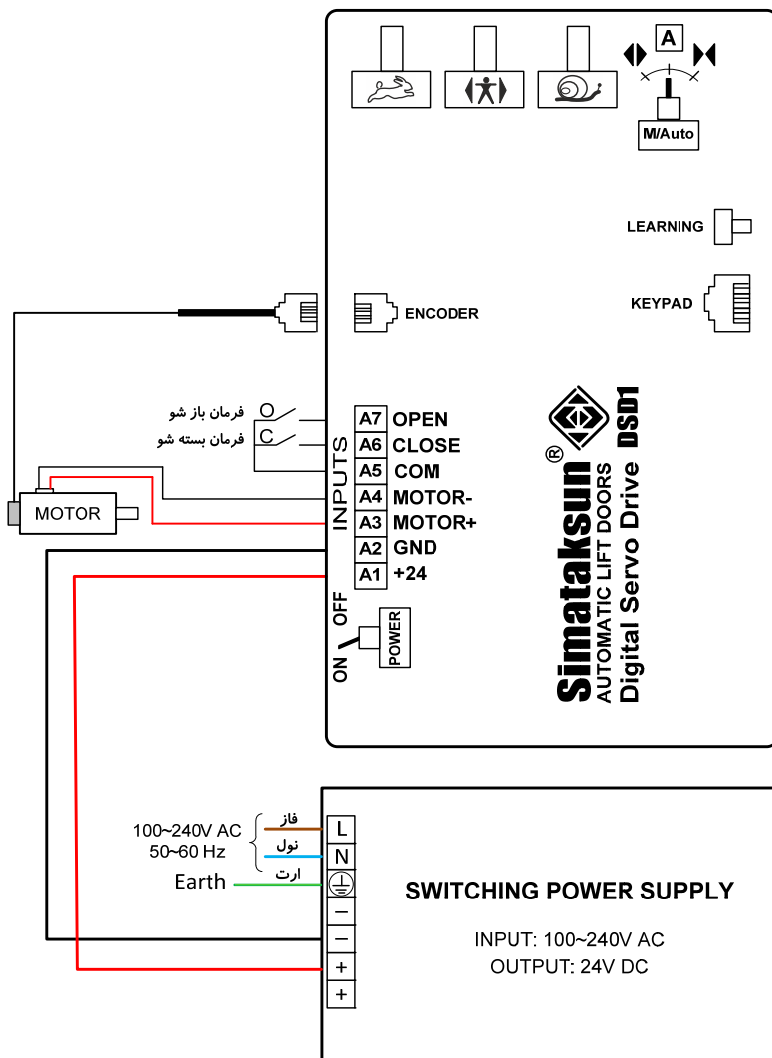 A
M/Auto
LEARNING
KEYPAD
ENCODER
فرمان باز شو
O
فرمان بسته شو
C
INPUTS
A7 OPEN
A6 CLOSE
A5 COM
A4 MOTOR-
A3 MOTOR+
A2 GND
A1 +24
MOTOR
ON OFF
POWER
Simataksun®
AUTOMATIC LIFT DOORS
Digital Servo Drive DSD1
100~240V AC
50~60 Hz
فاز
نول
ارت
Earth
L
N
–
–
+
+
SWITCHING POWER SUPPLY
INPUT: 100~240V AC
OUTPUT: 24V DC